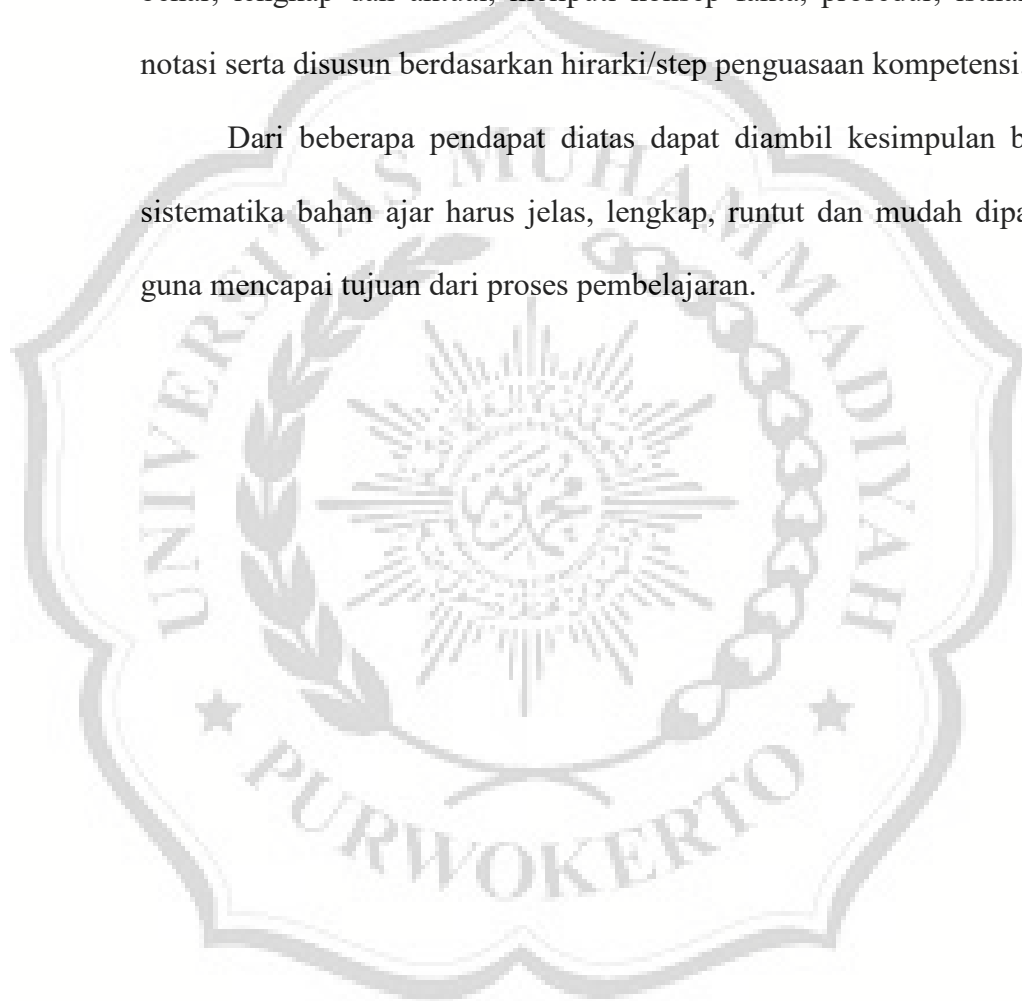 notasi serta disusun berdasarkan hirarki/step penguasaan kompetensi
Dari beberapa pendapat diatas dapat diambil kesimpulan
sistematika bahan ajar harus jelas, lengkap, runtut dan mudah
guna mencapai tujuan dari proses pembelajaran.
UNIVERSITAS MUHAMMADIYAH
PURWOKERTO